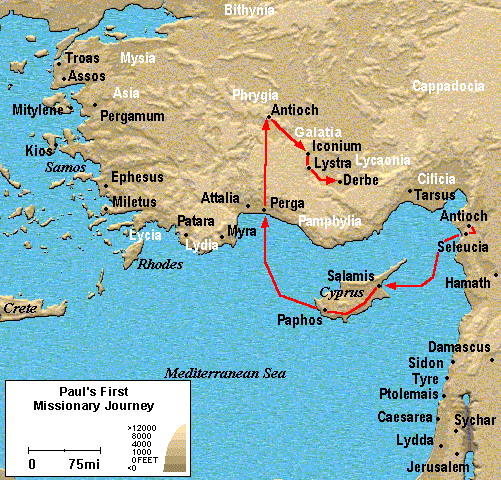 Bithynia
Troas
Mysia
Assos
Cappadocia
Asia
Phrygia
Mitylene
Pergamum
Antioch
Galatia
Iconium
Kios
Lystra
Lycaonia
Samos
Derbe
Cilicia
Ephesus
Tarsus
Attalia
Perga
Miletus
Antioch
Patara
Pamphylia
Lycia
Lydia
Myra
Seleucia
Rhodes
Salamis
Hamath
Cyprus
Crete
Paphos
Damascus
Sidon
Mediterranean Sea
Tyre
Ptolemais
Caesarea
Sychar
Lydda
Jerusalem
Paul's First
Missionary Journey
>12000
8000
4000
1000
0FEET
<0
0 75mi